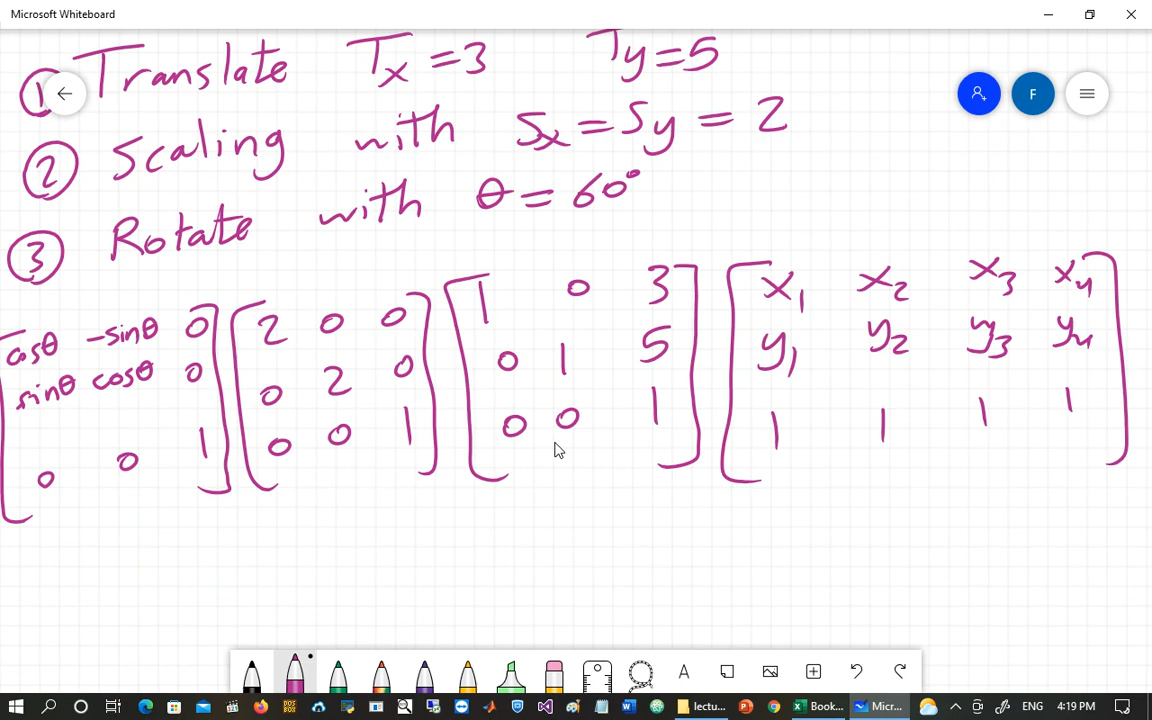 Microsoft Whiteboard
① Translate Tx = 3 Ty = 5
② Scaling with Sx = Sy = 2
③ Rotate with θ = 60°
F
cosθ -sinθ 0 2 0 0 1 0 3 x1 x2 x3 x4
sinθ cosθ 0 0 2 0 0 1 5 y1 y2 y3 y4
0 0 1 0 0 1 0 0 1 1 1 1 1
A
DOS BOX
lectu...
Book...
Micr...
ENG 4:19 PM